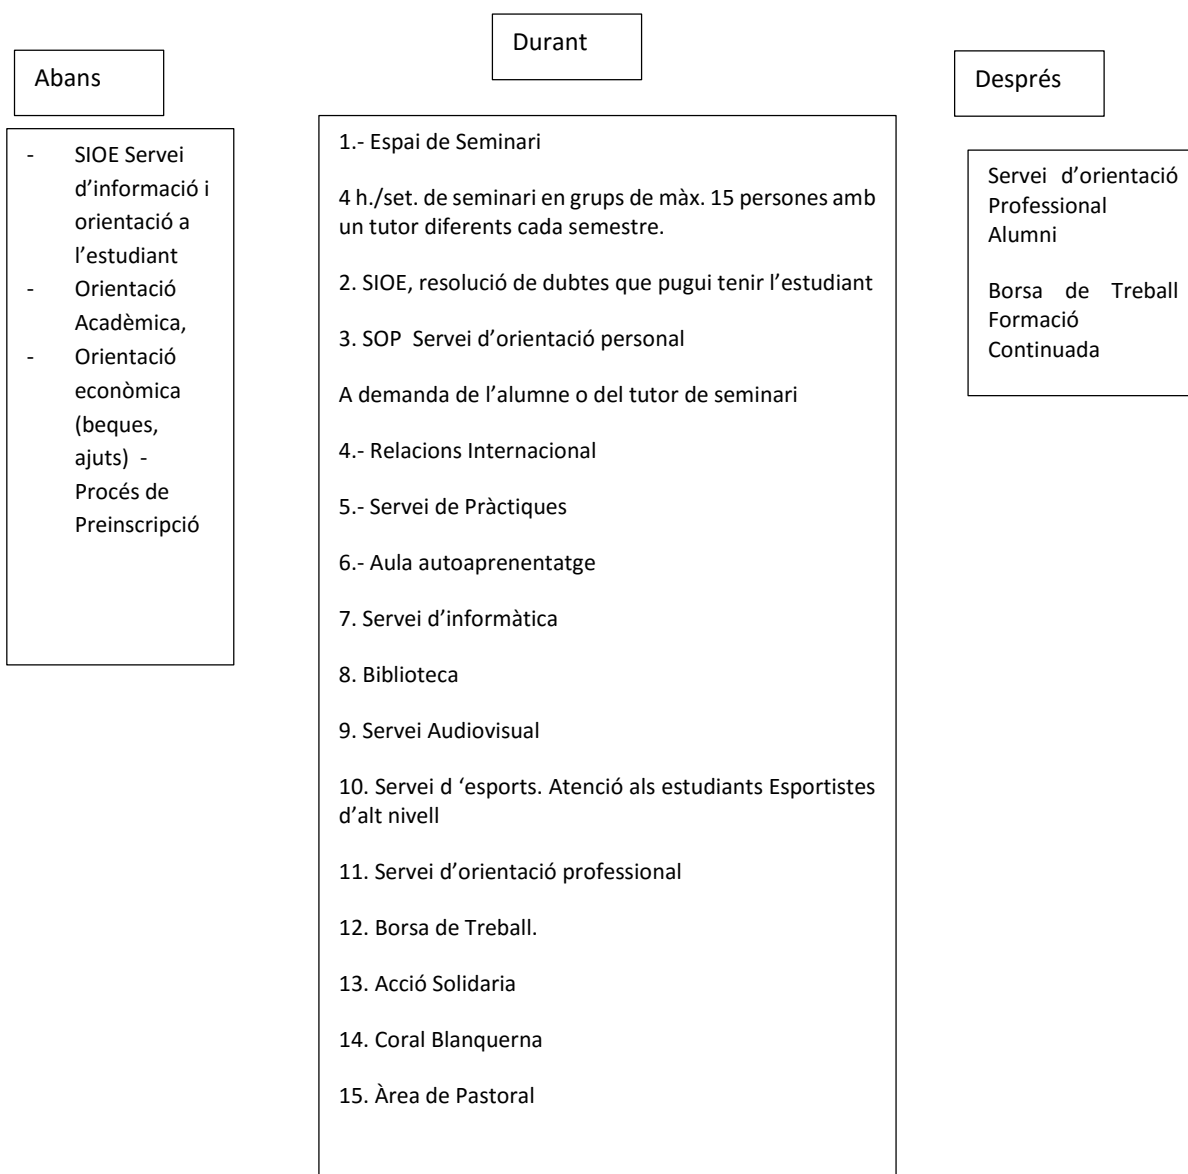 Abans
- SIOE Servei
d’informació i
orientació a
l’estudiant
- Orientació
Acadèmica,
- Orientació
econòmica
(beques,
ajuts) -
Procés de
Preinscripció
Durant
1.- Espai de Seminari
4 h./set. de seminari en grups de màx. 15 persones amb
un tutor diferents cada semestre.
2. SIOE, resolució de dubtes que pugui tenir l’estudiant
3. SOP Servei d’orientació personal
A demanda de l’alumne o del tutor de seminari
4.- Relacions Internacional
5.- Servei de Pràctiques
6.- Aula autoaprenentatge
7. Servei d’informàtica
8. Biblioteca
9. Servei Audiovisual
10. Servei d ‘esports. Atenció als estudiants Esportistes
d’alt nivell
11. Servei d’orientació professional
12. Borsa de Treball.
13. Acció Solidaria
14. Coral Blanquerna
15. Àrea de Pastoral
Després
Servei d’orientació
Professional
Alumni
Borsa de Treball
Formació
Continuada